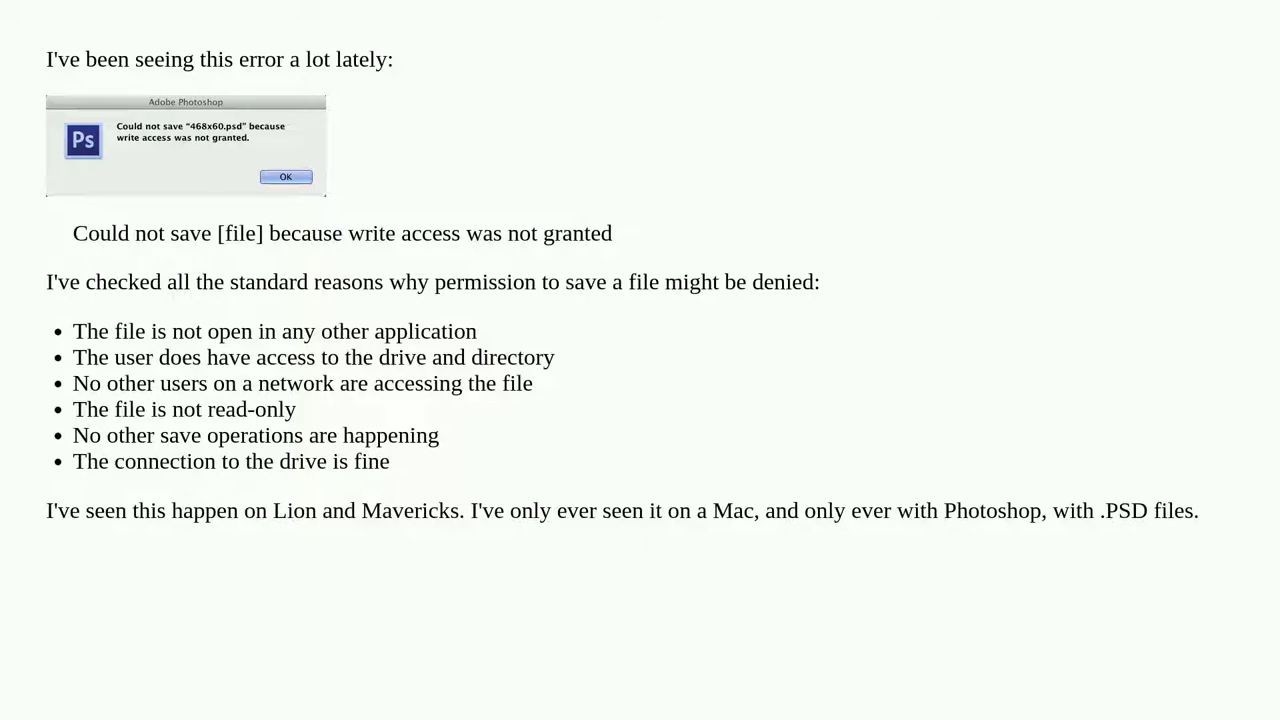 I've been seeing this error a lot lately:
Adobe Photoshop
Ps
Could not save “468x60.psd” because
write access was not granted.
OK
Could not save [file] because write access was not granted
I've checked all the standard reasons why permission to save a file might be denied:
• The file is not open in any other application
• The user does have access to the drive and directory
• No other users on a network are accessing the file
• The file is not read-only
• No other save operations are happening
• The connection to the drive is fine
I've seen this happen on Lion and Mavericks. I've only ever seen it on a Mac, and only ever with Photoshop, with .PSD files.